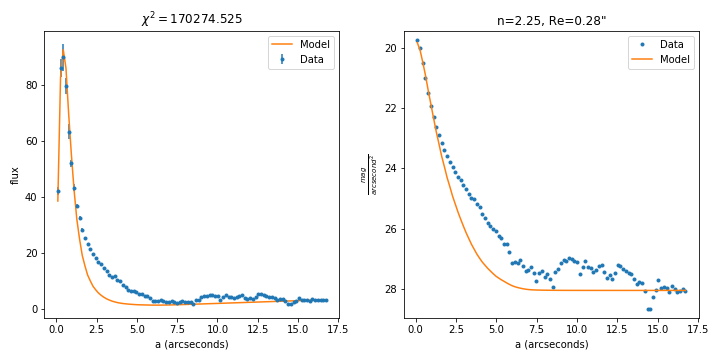 χ² = 170274.525
n=2.25, Re=0.28"
Model
Data
Data
Model
flux
80
60
40
20
0
0.0 2.5 5.0 7.5 10.0 12.5 15.0 17.5
a (arcseconds)
mag
arcsecond²
20
22
24
26
28
0.0 2.5 5.0 7.5 10.0 12.5 15.0 17.5
a (arcseconds)